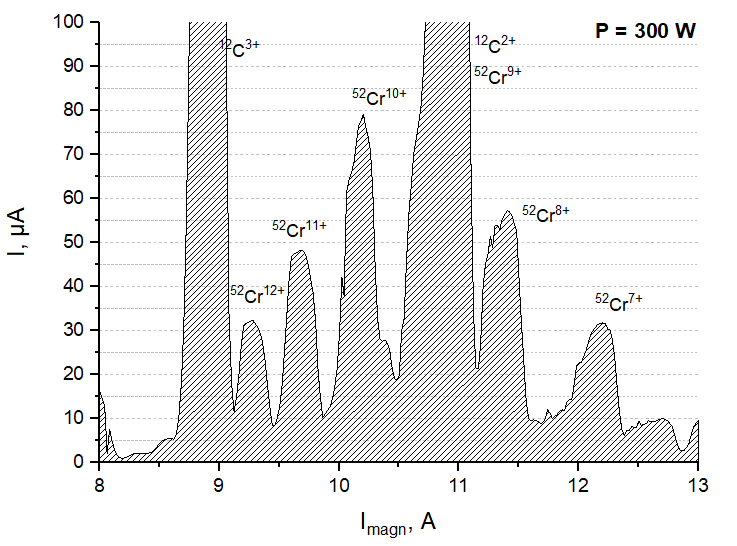 P = 300 W
¹²C³⁺
¹²C²⁺
⁵²Cr⁹⁺
⁵²Cr¹⁰⁺
⁵²Cr⁸⁺
⁵²Cr¹¹⁺
⁵²Cr¹²⁺
⁵²Cr⁷⁺
I, µA
100
90
80
70
60
50
40
30
20
10
0
8 9 10 11 12 13
Iₘₐgₙ, A